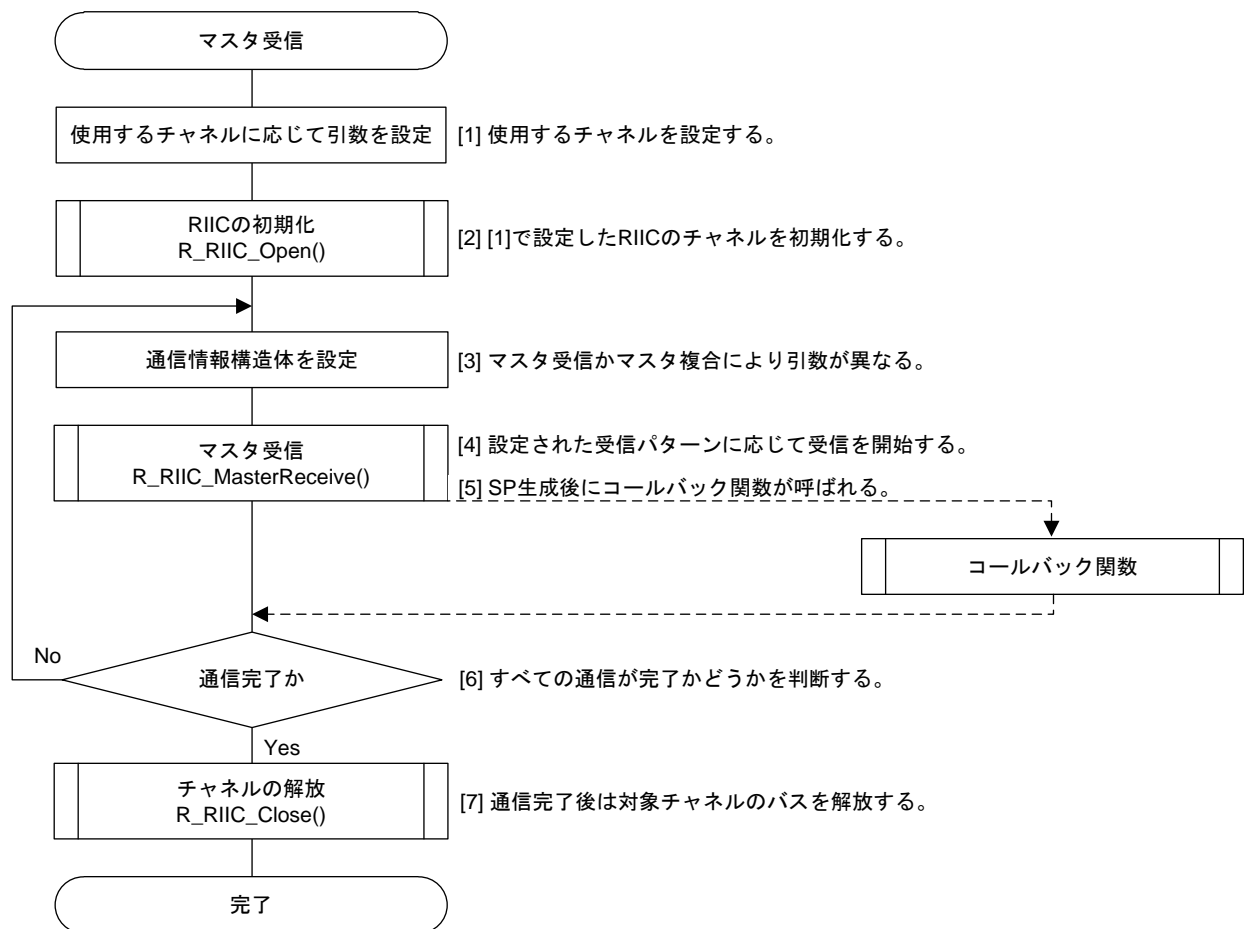 マスタ受信
使用するチャネルに応じて引数を設定
[1] 使用するチャネルを設定する。
RIICの初期化
R_RIIC_Open()
[2] [1]で設定したRIICのチャネルを初期化する。
通信情報構造体を設定
[3] マスタ受信かマスタ複合により引数が異なる。
マスタ受信
R_RIIC_MasterReceive()
[4] 設定された受信パターンに応じて受信を開始する。
[5] SP生成後にコールバック関数が呼ばれる。
コールバック関数
No
通信完了か
[6] すべての通信が完了かどうかを判断する。
Yes
チャネルの解放
R_RIIC_Close()
[7] 通信完了後は対象チャネルのバスを解放する。
完了